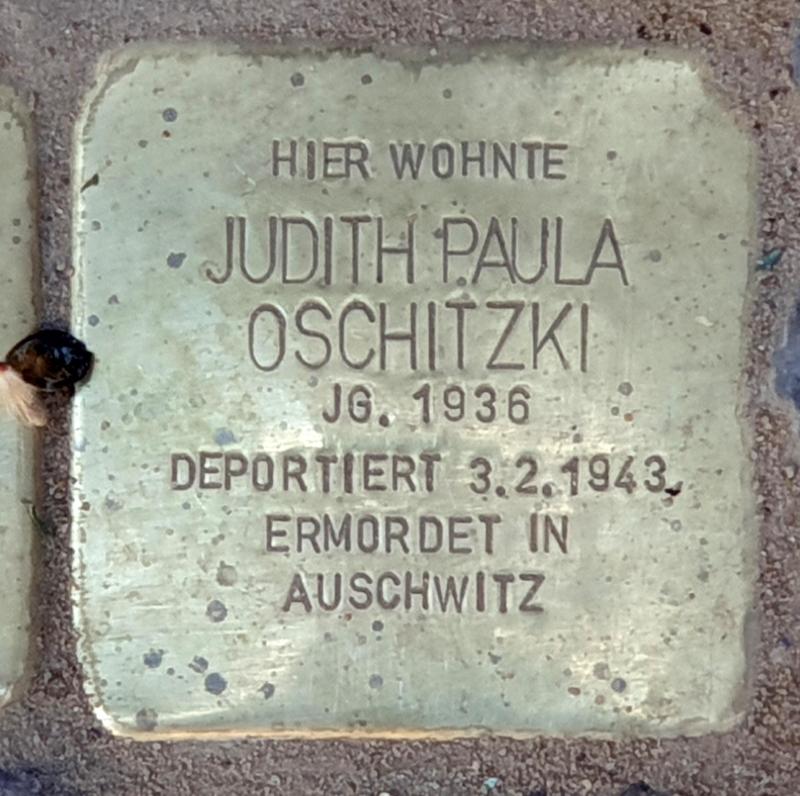 HIER WOHNTE
JUDITH PAULA
OSCHITZKI
JG. 1936
DEPORTIERT 3.2.1943
ERMORDET IN
AUSCHWITZ